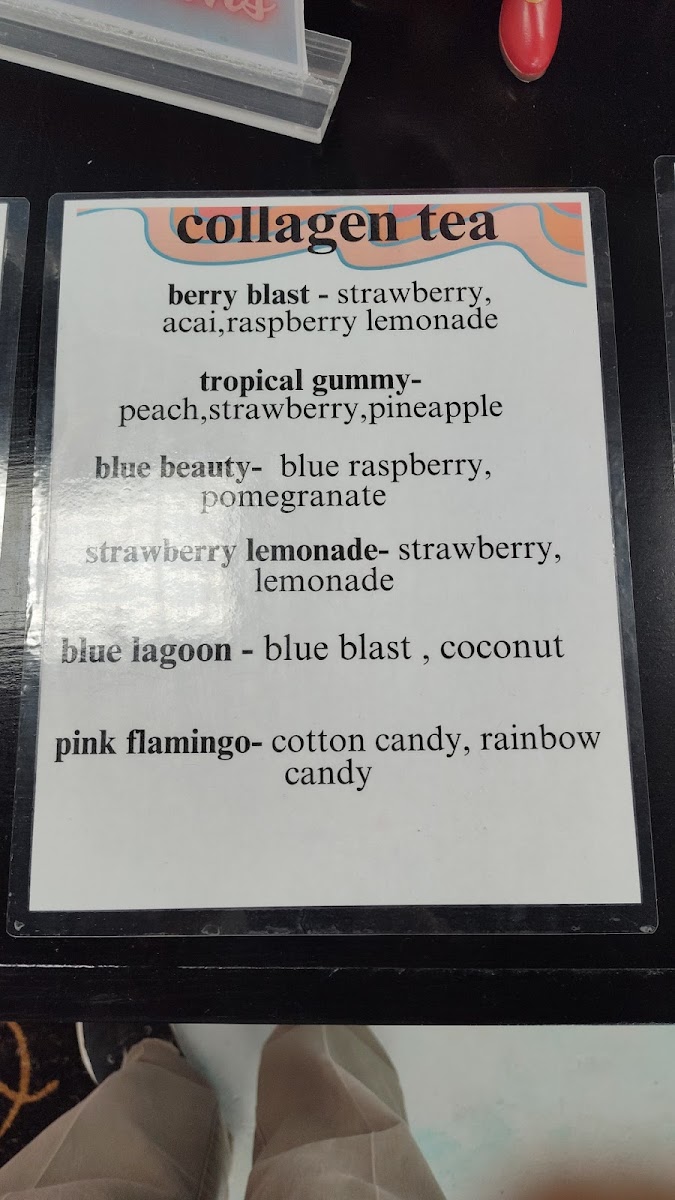 collagen tea
berry blast - strawberry,
acai,raspberry lemonade
tropical gummy-
peach,strawberry,pineapple
blue beauty- blue raspberry,
pomegranate
strawberry lemonade- strawberry,
lemonade
blue lagoon - blue blast , coconut
pink flamingo- cotton candy, rainbow
candy